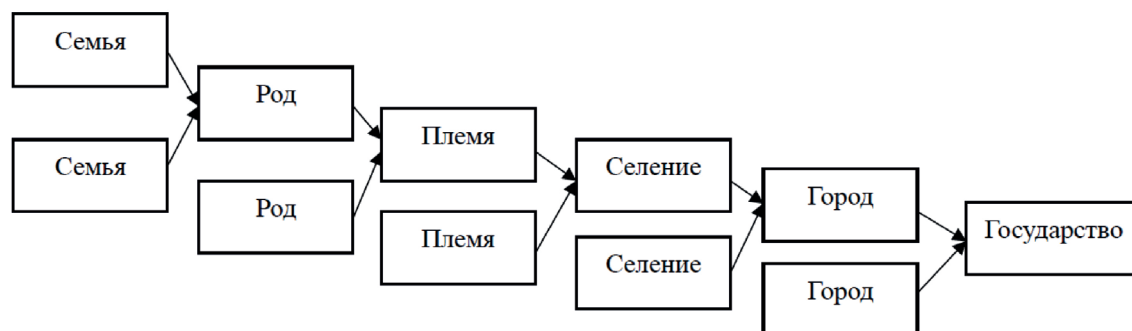 Семья
Семья
Род
Род
Племя
Племя
Селение
Селение
Город
Город
Государство